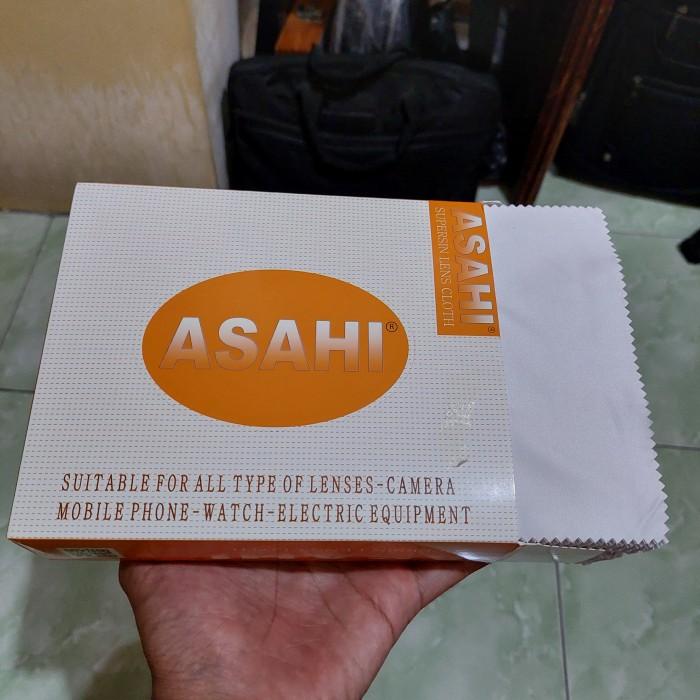 ASAHI®
SUITABLE FOR ALL TYPE OF LENSES-CAMERA
MOBILE PHONE-WATCH-ELECTRIC EQUIPMENT
ASAHI®
SUPERSIN LENS CLOTH